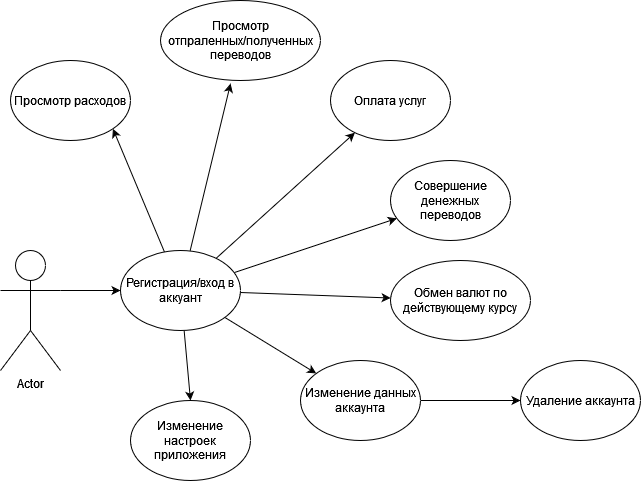 Просмотр
отпраленных/полученных
переводов
Просмотр расходов
Оплата услуг
Совершение
денежных
переводов
Регистрация/вход в
аккуант
Обмен валют по
действующему курсу
Actor
Изменение данных
аккаунта
Удаление аккаунта
Изменение
настроек
приложения